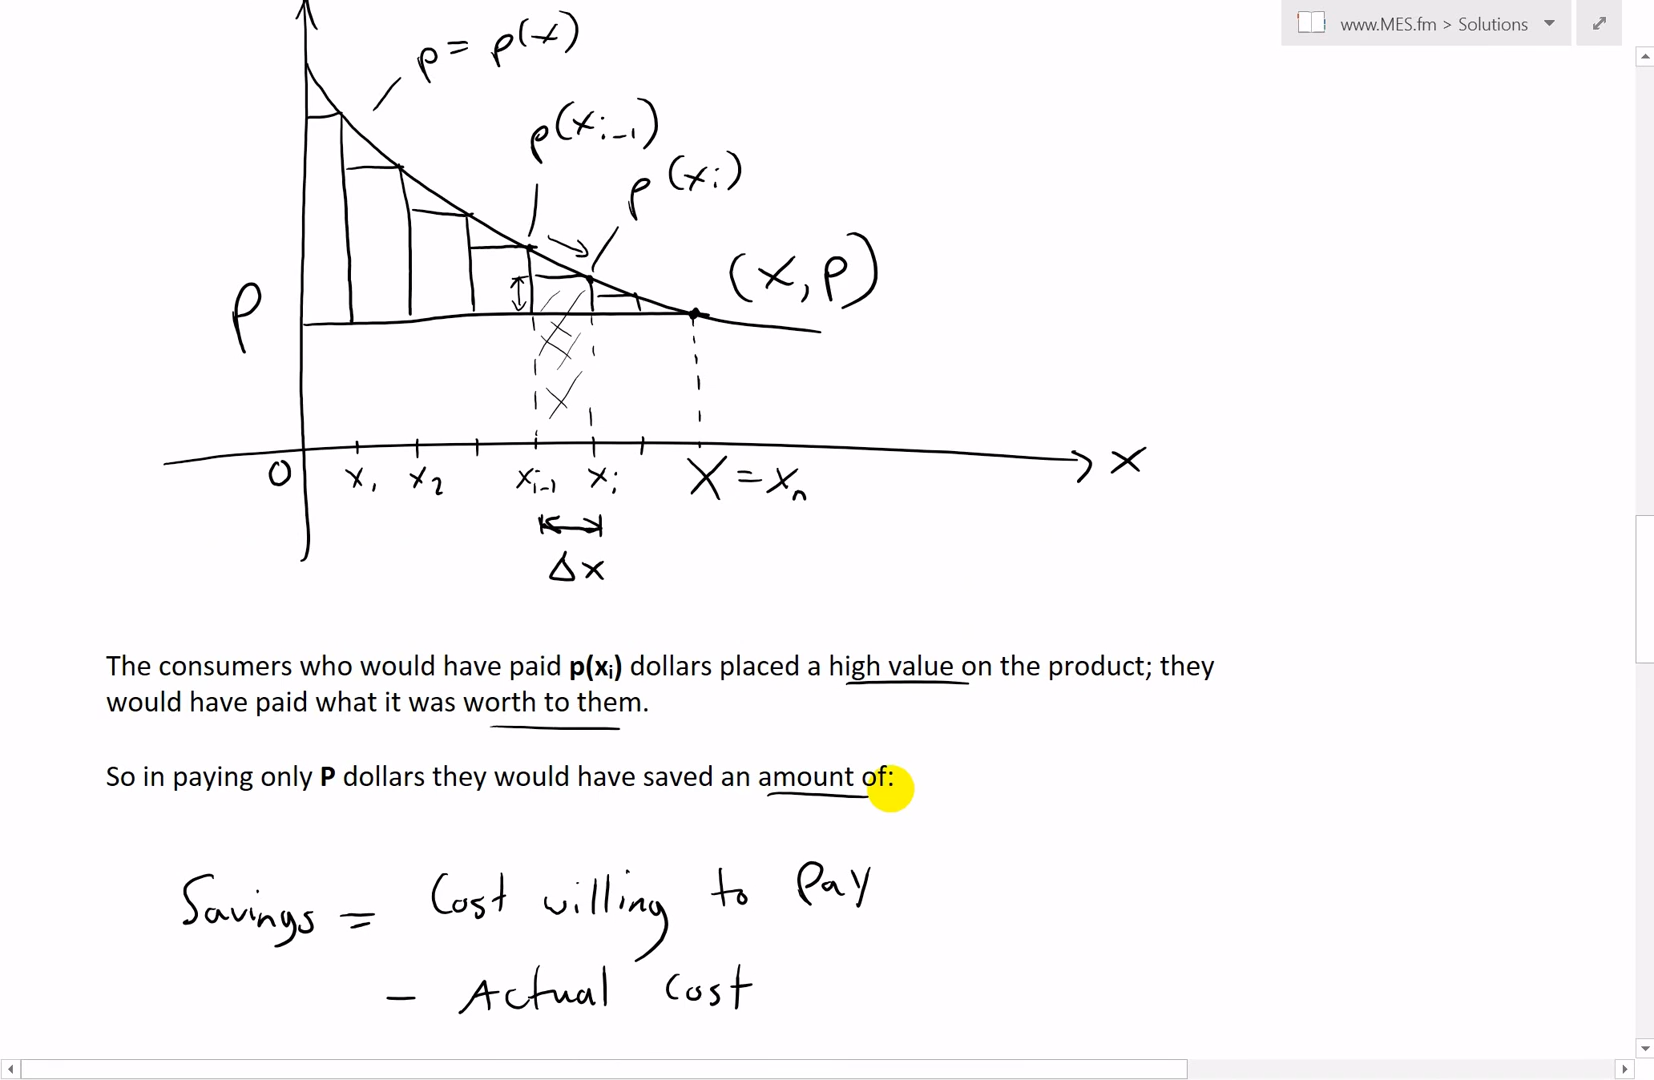 www.MES.fm > Solutions
p = p(x)
p(xi-1)
p(xi)
(X, P)
P
0 x1 x2 xi-1 xi X = xn x
Δx
The consumers who would have paid p(xi) dollars placed a high value on the product; they
would have paid what it was worth to them.
So in paying only P dollars they would have saved an amount of:
Savings = Cost willing to Pay
- Actual Cost